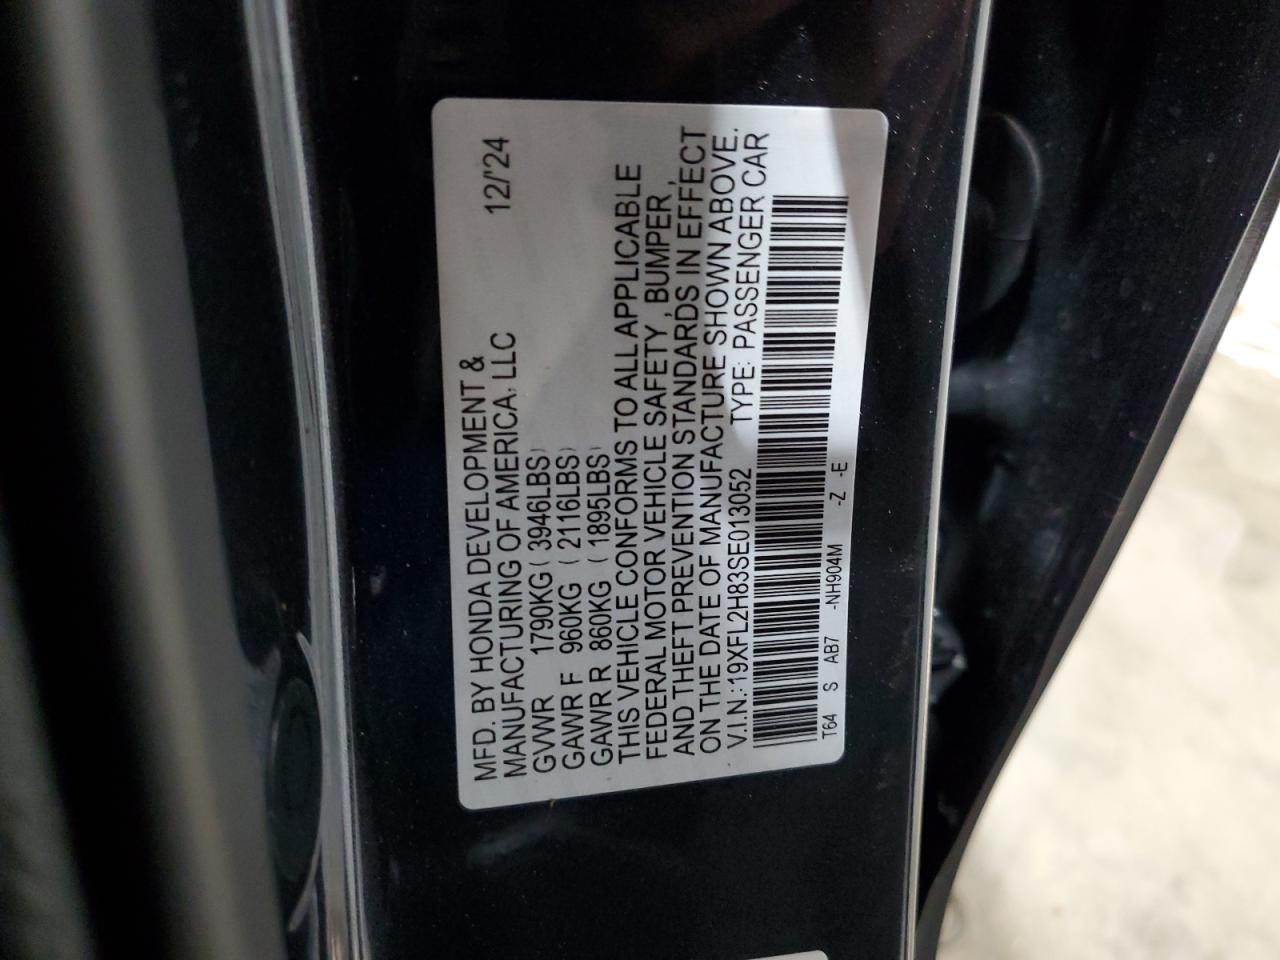 MFD. BY HONDA DEVELOPMENT &
MANUFACTURING OF AMERICA, LLC 12/'24
GVWR 1790KG ( 3946LBS)
GAWR F 960KG ( 2116LBS)
GAWR R 860KG ( 1895LBS)
THIS VEHICLE CONFORMS TO ALL APPLICABLE
FEDERAL MOTOR VEHICLE SAFETY, BUMPER,
AND THEFT PREVENTION STANDARDS IN EFFECT
ON THE DATE OF MANUFACTURE SHOWN ABOVE.
V.I.N.: 19XFL2H83SE013052 TYPE: PASSENGER CAR
T64 S AB7 -NH904M -Z -E